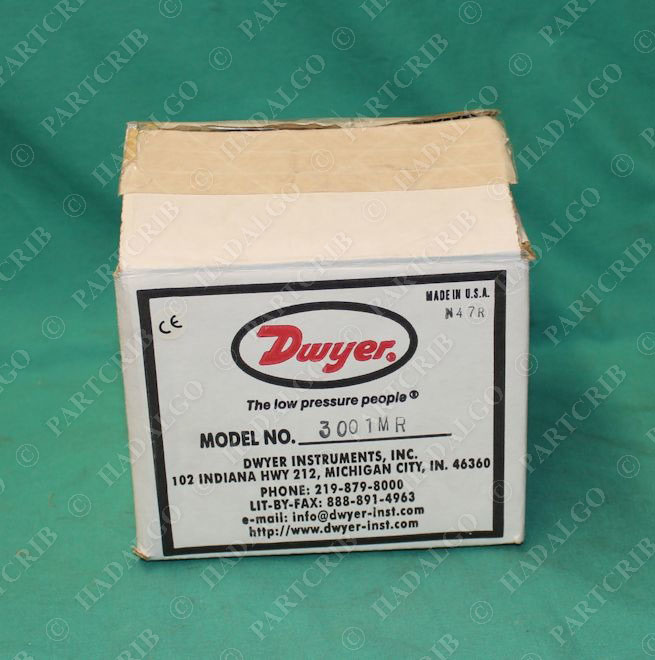 MADE IN U.S.A.
N47R
CE
Dwyer®
The low pressure people®
MODEL NO. 3001MR
DWYER INSTRUMENTS, INC.
102 INDIANA HWY 212, MICHIGAN CITY, IN. 46360
PHONE: 219-879-8000
LIT-BY-FAX: 888-891-4963
e-mail: info@dwyer-inst.com
http://www.dwyer-inst.com
© PARTCRIB
© HADALGO